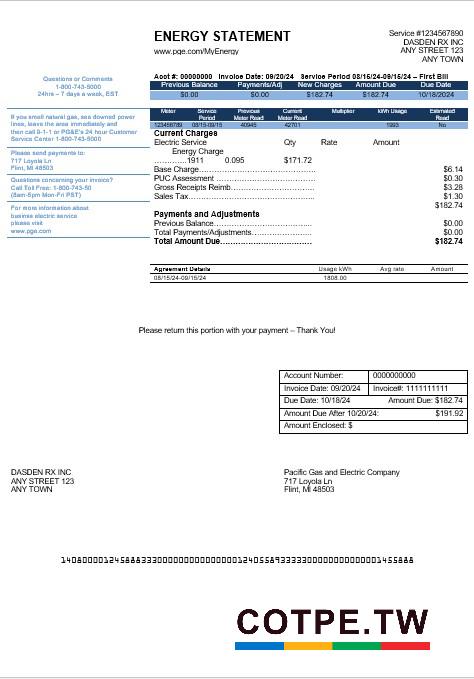 ENERGY STATEMENT
www.pge.com/MyEnergy
Service #1234567890
DASDEN RX INC
ANY STREET 123
ANY TOWN
Questions or Comments
1-800-743-5000
24hrs – 7 days a week, EST
If you smell natural gas, see downed power
lines, leave the area immediately and
then call 9-1-1 or PG&E's 24 hour Customer
Service Center 1-800-743-5000
Please send payments to:
717 Loyola Ln
Flint, MI 48503
Questions concerning your invoice?
Call Toll Free: 1-800-743-50
(8am-5pm Mon-Fri PST)
For more information about
businss electric service
please visit
www.pge.com
Acct #: 00000000 Invoice Date: 09/20/24 Service Period 08/15/24-09/15/24 – First Bill
Previous Balance Payments/Adj New Charges Amount Due Due Date
$0.00 $0.00 $182.74 $182.74 10/18/2024
Meter Service Period Previous Meter Read Current Meter Read Multiplier kWh Usage Estimated Read
123456789 08/15-09/15 40945 42701 1993 No
Current Charges
Electric Service Qty Rate Amount
Energy Charge
………….1911 0.095 $171.72
Base Charge…………………………………… $6.14
PUC Assessment ……………………………. $0.30
Gross Receipts Reimb………………………. $3.28
Sales Tax……………………………………… $1.30
$182.74
Payments and Adjustments
Previous Balance……………………………… $0.00
Total Payments/Adjustments………………… $0.00
Total Amount Due…………………………… $182.74
Agreement Details Usage kWh Avg rate Amount
08/15/24-09/15/24 1808.00
Please return this portion with your payment – Thank You!
Account Number: 0000000000
Invoice Date: 09/20/24 Invoice#: 1111111111
Due Date: 10/18/24 Amount Due: $182.74
Amount Due After 10/20/24: $191.92
Amount Enclosed: $
DASDEN RX INC
ANY STREET 123
ANY TOWN
Pacific Gas and Electric Company
717 Loyola Ln
Flint, MI 48503
COTPE.TW